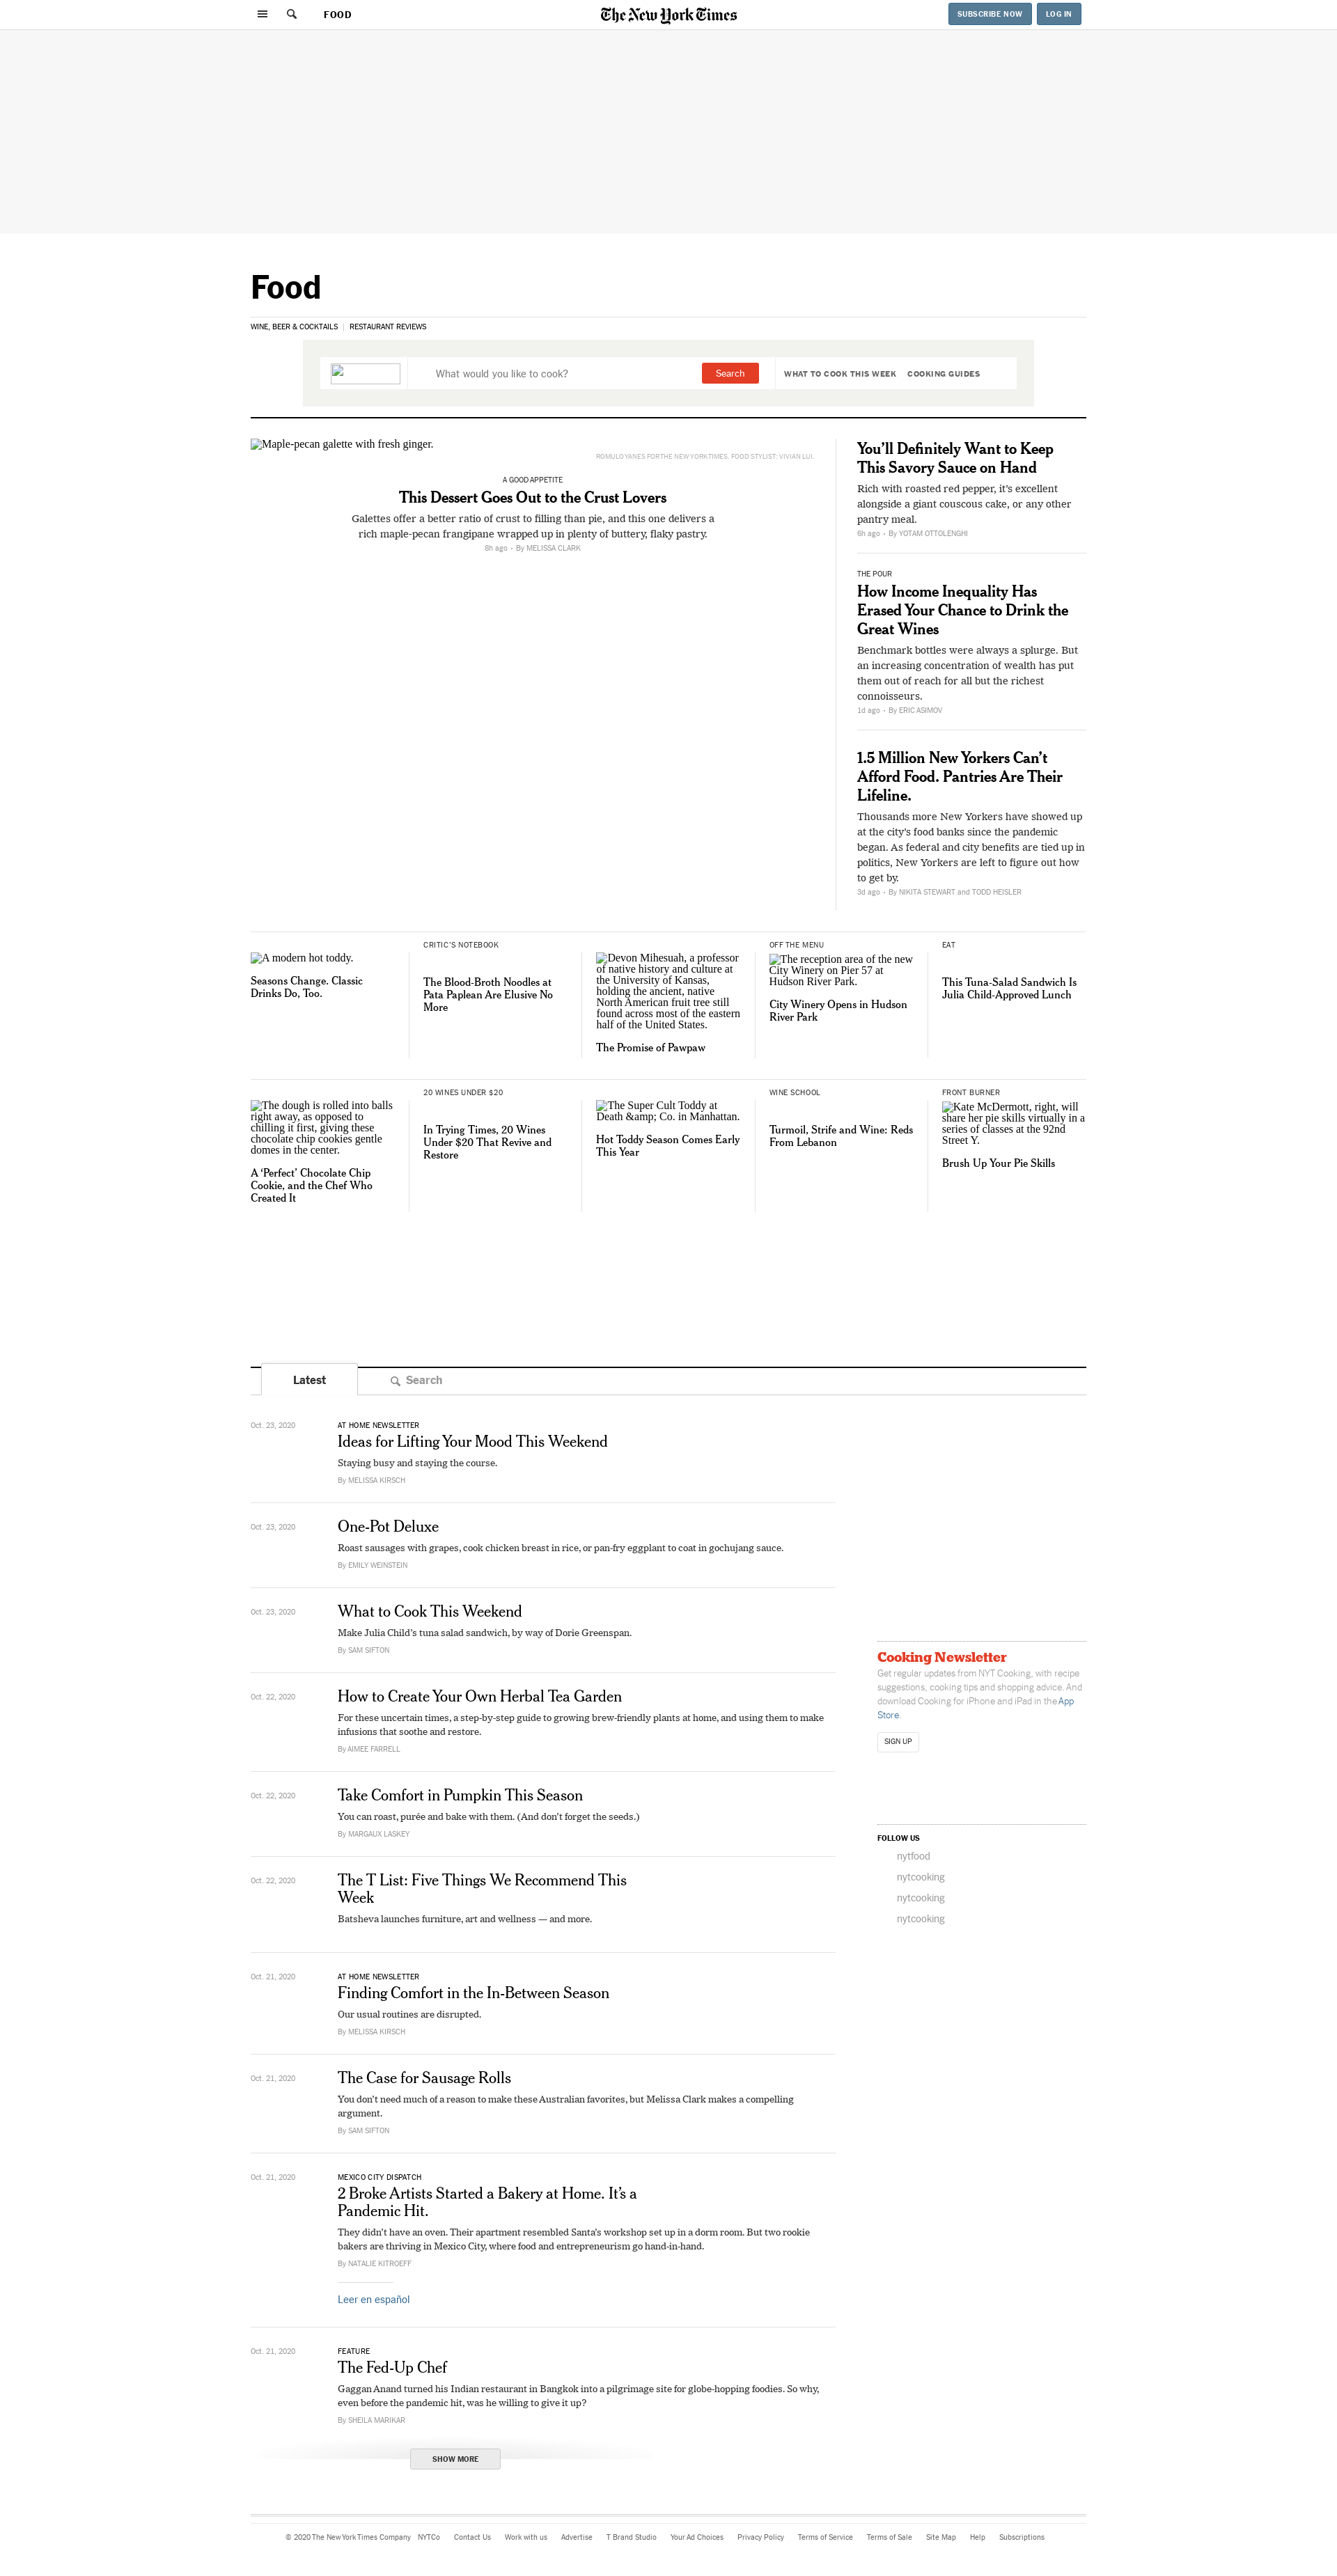 FOOD
The New York Times
SUBSCRIBE NOW
LOG IN
Food
WINE, BEER & COCKTAILS
RESTAURANT REVIEWS
What would you like to cook?
Search
WHAT TO COOK THIS WEEK
COOKING GUIDES
Maple-pecan galette with fresh ginger.
ROMULO YANES FOR THE NEW YORK TIMES. FOOD STYLIST: VIVIAN LUI.
A GOOD APPETITE
This Dessert Goes Out to the Crust Lovers
Galettes offer a better ratio of crust to filling than pie, and this one delivers a
rich maple-pecan frangipane wrapped up in plenty of buttery, flaky pastry.
8h ago • By MELISSA CLARK
You’ll Definitely Want to Keep
This Savory Sauce on Hand
Rich with roasted red pepper, it’s excellent
alongside a giant couscous cake, or any other
pantry meal.
6h ago • By YOTAM OTTOLENGHI
THE POUR
How Income Inequality Has
Erased Your Chance to Drink the
Great Wines
Benchmark bottles were always a splurge. But
an increasing concentration of wealth has put
them out of reach for all but the richest
connoisseurs.
1d ago • By ERIC ASIMOV
1.5 Million New Yorkers Can’t
Afford Food. Pantries Are Their
Lifeline.
Thousands more New Yorkers have showed up
at the city’s food banks since the pandemic
began. As federal and city benefits are tied up in
politics, New Yorkers are left to figure out how
to get by.
3d ago • By NIKITA STEWART and TODD HEISLER
A modern hot toddy.
Seasons Change. Classic
Drinks Do, Too.
CRITIC’S NOTEBOOK
The Blood-Broth Noodles at
Pata Paplean Are Elusive No
More
Devon Mihesuah, a professor
of native history and culture at
the University of Kansas,
holding the ancient, native
North American fruit tree still
found across most of the eastern
half of the United States.
The Promise of Pawpaw
OFF THE MENU
The reception area of the new
City Winery on Pier 57 at
Hudson River Park.
City Winery Opens in Hudson
River Park
EAT
This Tuna-Salad Sandwich Is
Julia Child-Approved Lunch
The dough is rolled into balls
right away, as opposed to
chilling it first, giving these
chocolate chip cookies gentle
domes in the center.
A ‘Perfect’ Chocolate Chip
Cookie, and the Chef Who
Created It
20 WINES UNDER $20
In Trying Times, 20 Wines
Under $20 That Revive and
Restore
The Super Cult Toddy at
Death &amp; Co. in Manhattan.
Hot Toddy Season Comes Early
This Year
WINE SCHOOL
Turmoil, Strife and Wine: Reds
From Lebanon
FRONT BURNER
Kate McDermott, right, will
share her pie skills virtually in a
series of classes at the 92nd
Street Y.
Brush Up Your Pie Skills
Latest
Search
Oct. 23, 2020
AT HOME NEWSLETTER
Ideas for Lifting Your Mood This Weekend
Staying busy and staying the course.
By MELISSA KIRSCH
Oct. 23, 2020
One-Pot Deluxe
Roast sausages with grapes, cook chicken breast in rice, or pan-fry eggplant to coat in gochujang sauce.
By EMILY WEINSTEIN
Oct. 23, 2020
What to Cook This Weekend
Make Julia Child’s tuna salad sandwich, by way of Dorie Greenspan.
By SAM SIFTON
Oct. 22, 2020
How to Create Your Own Herbal Tea Garden
For these uncertain times, a step-by-step guide to growing brew-friendly plants at home, and using them to make
infusions that soothe and restore.
By AIMEE FARRELL
Oct. 22, 2020
Take Comfort in Pumpkin This Season
You can roast, purée and bake with them. (And don’t forget the seeds.)
By MARGAUX LASKEY
Oct. 22, 2020
The T List: Five Things We Recommend This
Week
Batsheva launches furniture, art and wellness — and more.
Oct. 21, 2020
AT HOME NEWSLETTER
Finding Comfort in the In-Between Season
Our usual routines are disrupted.
By MELISSA KIRSCH
Oct. 21, 2020
The Case for Sausage Rolls
You don’t need much of a reason to make these Australian favorites, but Melissa Clark makes a compelling
argument.
By SAM SIFTON
Oct. 21, 2020
MEXICO CITY DISPATCH
2 Broke Artists Started a Bakery at Home. It’s a
Pandemic Hit.
They didn’t have an oven. Their apartment resembled Santa’s workshop set up in a dorm room. But two rookie
bakers are thriving in Mexico City, where food and entrepreneurism go hand-in-hand.
By NATALIE KITROEFF
Leer en español
Oct. 21, 2020
FEATURE
The Fed-Up Chef
Gaggan Anand turned his Indian restaurant in Bangkok into a pilgrimage site for globe-hopping foodies. So why,
even before the pandemic hit, was he willing to give it up?
By SHEILA MARIKAR
SHOW MORE
Cooking Newsletter
Get regular updates from NYT Cooking, with recipe
suggestions, cooking tips and shopping advice. And
download Cooking for iPhone and iPad in the App
Store.
SIGN UP
FOLLOW US
nytfood
nytcooking
nytcooking
nytcooking
© 2020 The New York Times Company
NYTCo
Contact Us
Work with us
Advertise
T Brand Studio
Your Ad Choices
Privacy Policy
Terms of Service
Terms of Sale
Site Map
Help
Subscriptions